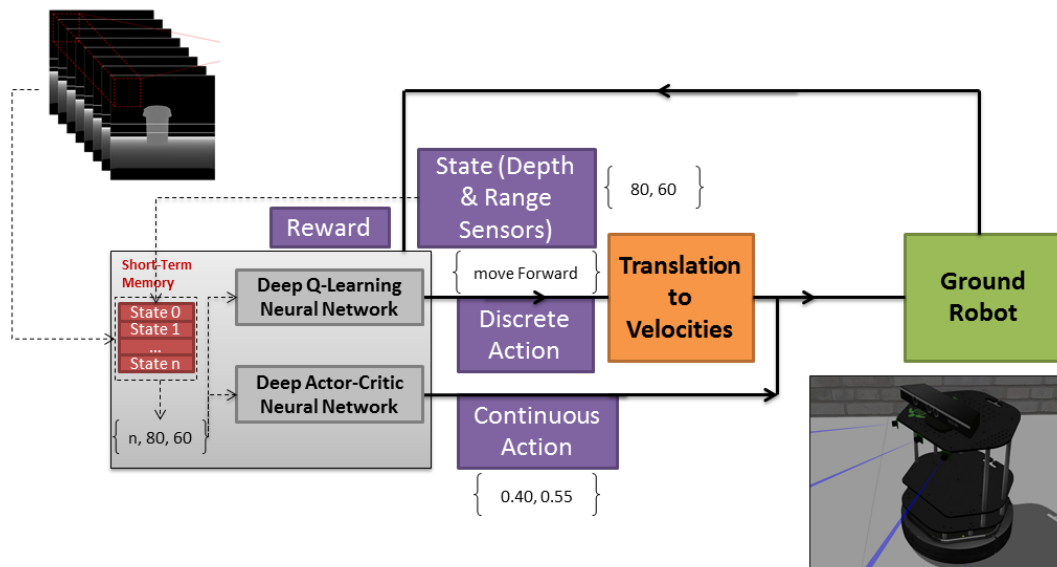 State (Depth
& Range
Sensors)
80, 60
Reward
Short-Term
Memory
State 0
State 1
...
State n
n, 80, 60
Deep Q-Learning
Neural Network
Deep Actor-Critic
Neural Network
move Forward
Discrete
Action
Continuous
Action
0.40, 0.55
Translation
to
Velocities
Ground
Robot